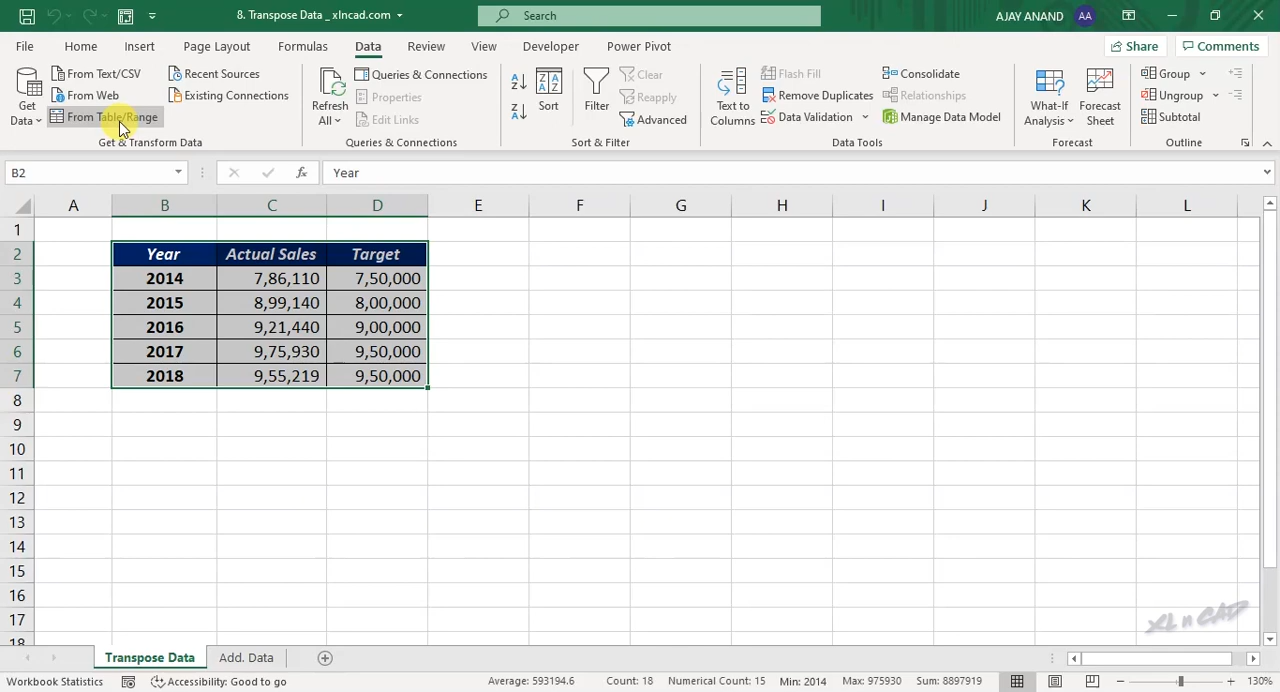 8. Transpose Data _ xlncad.com
Search
AJAY ANAND AA
File Home Insert Page Layout Formulas Data Review View Developer Power Pivot Share Comments
Get Data
From Text/CSV
From Web
From Table/Range
Recent Sources
Existing Connections
Get & Transform Data
Refresh All
Queries & Connections
Properties
Edit Links
Queries & Connections
Sort
Filter
Clear
Reapply
Advanced
Sort & Filter
Text to Columns
Flash Fill
Remove Duplicates
Data Validation
Consolidate
Relationships
Manage Data Model
Data Tools
What-If Analysis
Forecast Sheet
Forecast
Group
Ungroup
Subtotal
Outline
B2 fx Year
A B C D E F G H I J K L
1
2 Year Actual Sales Target
3 2014 7,86,110 7,50,000
4 2015 8,99,140 8,00,000
5 2016 9,21,440 9,00,000
6 2017 9,75,930 9,50,000
7 2018 9,55,219 9,50,000
8
9
10
11
12
13
14
15
16
17
18
XL n CAD
Transpose Data Add. Data
Workbook Statistics Accessibility: Good to go Average: 593194.6 Count: 18 Numerical Count: 15 Min: 2014 Max: 975930 Sum: 8897919 130%